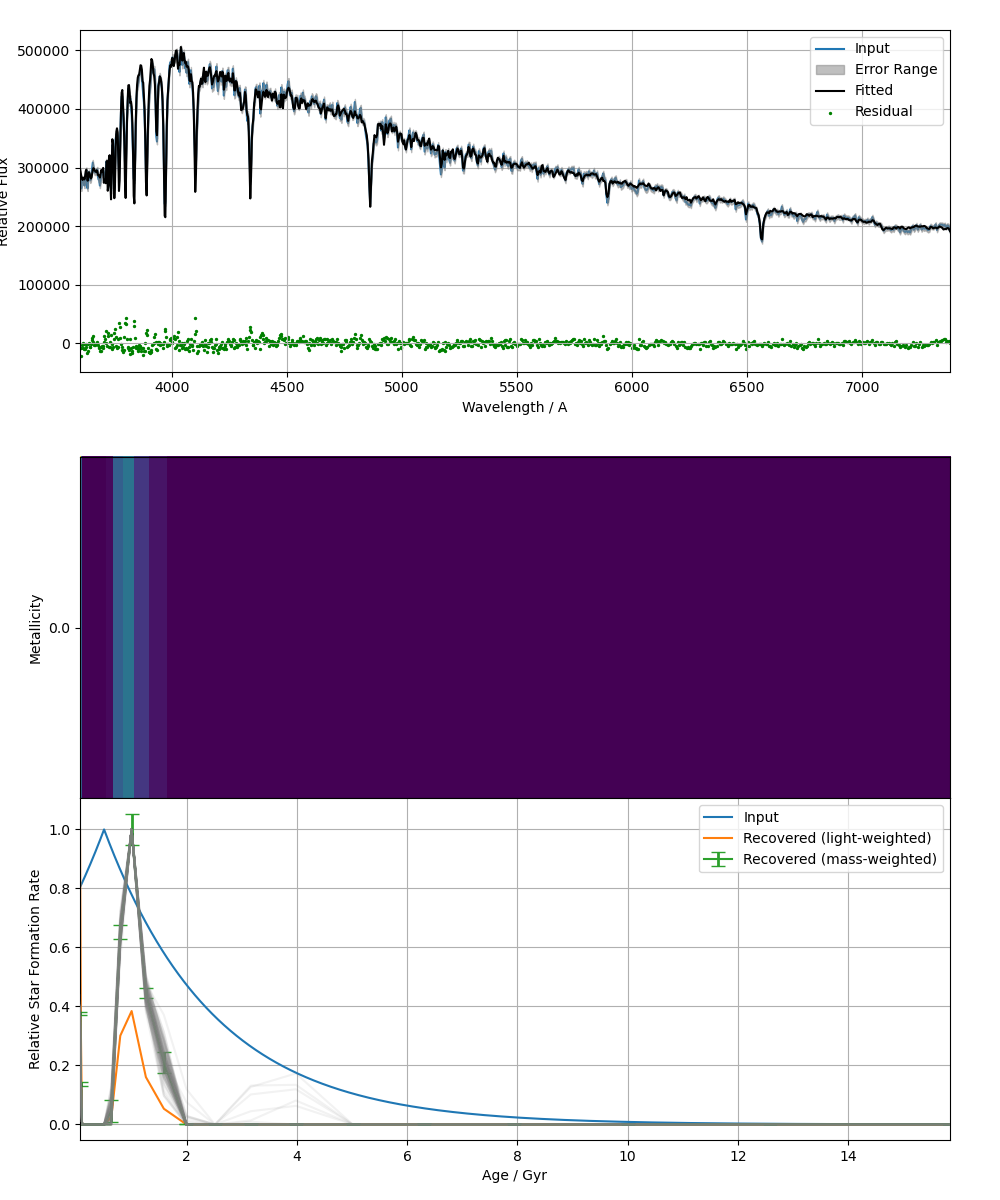 500000
400000
300000
200000
100000
0
Relative Flux
Input
Error Range
Fitted
Residual
4000
4500
5000
5500
6000
6500
7000
Wavelength / A
Metallicity
0.0
1.0
0.8
0.6
0.4
0.2
0.0
Relative Star Formation Rate
Input
Recovered (light-weighted)
Recovered (mass-weighted)
2
4
6
8
10
12
14
Age / Gyr